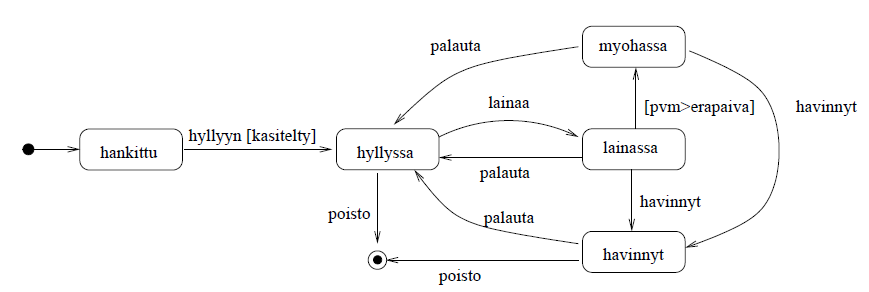 palauta
myohassa
lainaa
[pvm>erapaiva]
havinnyt
hyllyyn [kasitelty]
hankittu
hyllyssa
lainassa
palauta
havinnyt
poisto
palauta
havinnyt
poisto